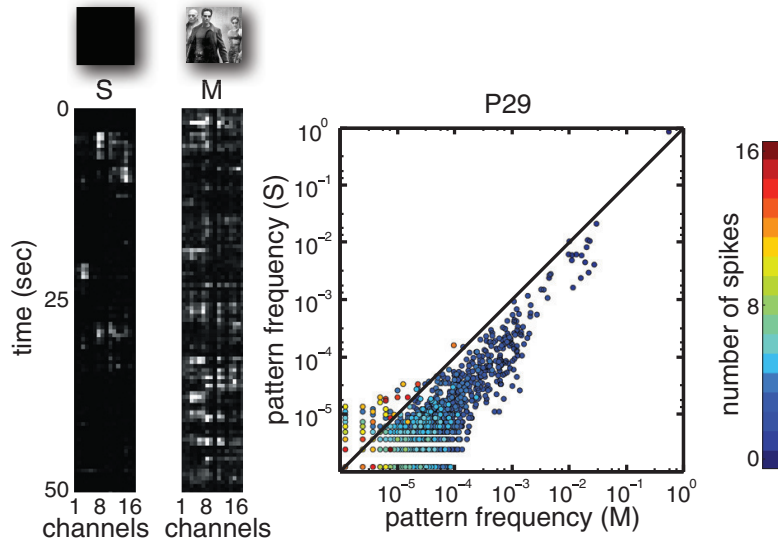 S
M
0
25
50
time (sec)
1 8 16
channels
1 8 16
channels
P29
10^0
10^-1
10^-2
10^-3
10^-4
10^-5
pattern frequency (S)
10^-5 10^-4 10^-3 10^-2 10^-1 10^0
pattern frequency (M)
16
8
0
number of spikes